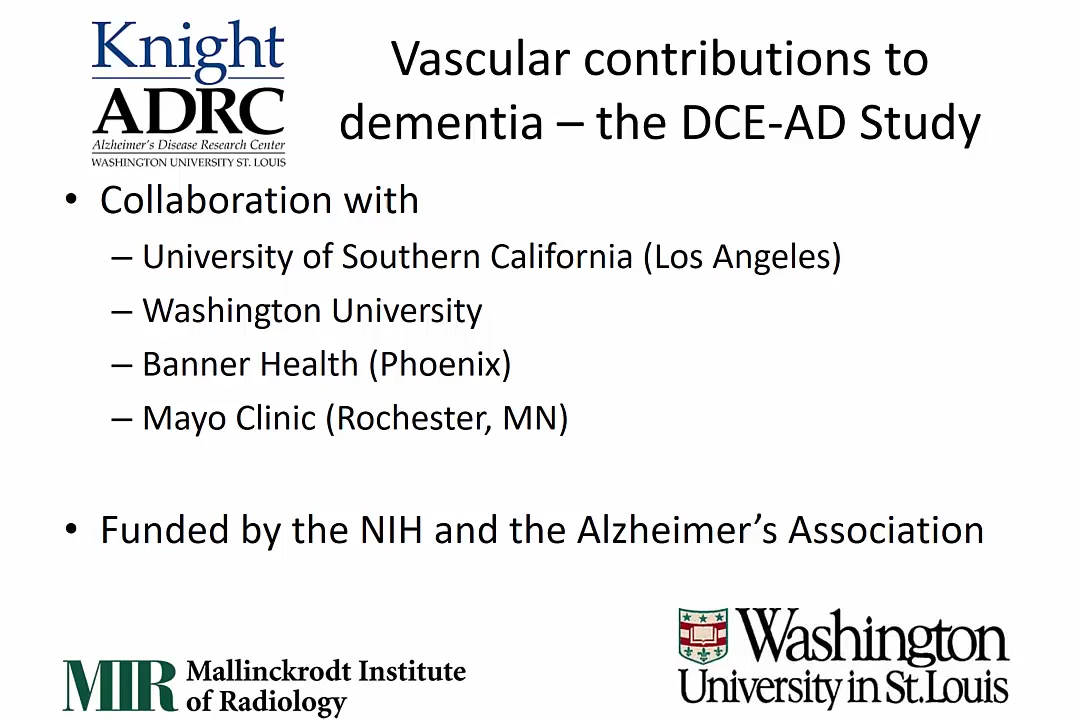 Knight
ADRC
Alzheimer's Disease Research Center
WASHINGTON UNIVERSITY ST. LOUIS
Vascular contributions to
dementia – the DCE-AD Study
• Collaboration with
– University of Southern California (Los Angeles)
– Washington University
– Banner Health (Phoenix)
– Mayo Clinic (Rochester, MN)
• Funded by the NIH and the Alzheimer’s Association
MIR Mallinckrodt Institute
of Radiology
Washington
University in St. Louis